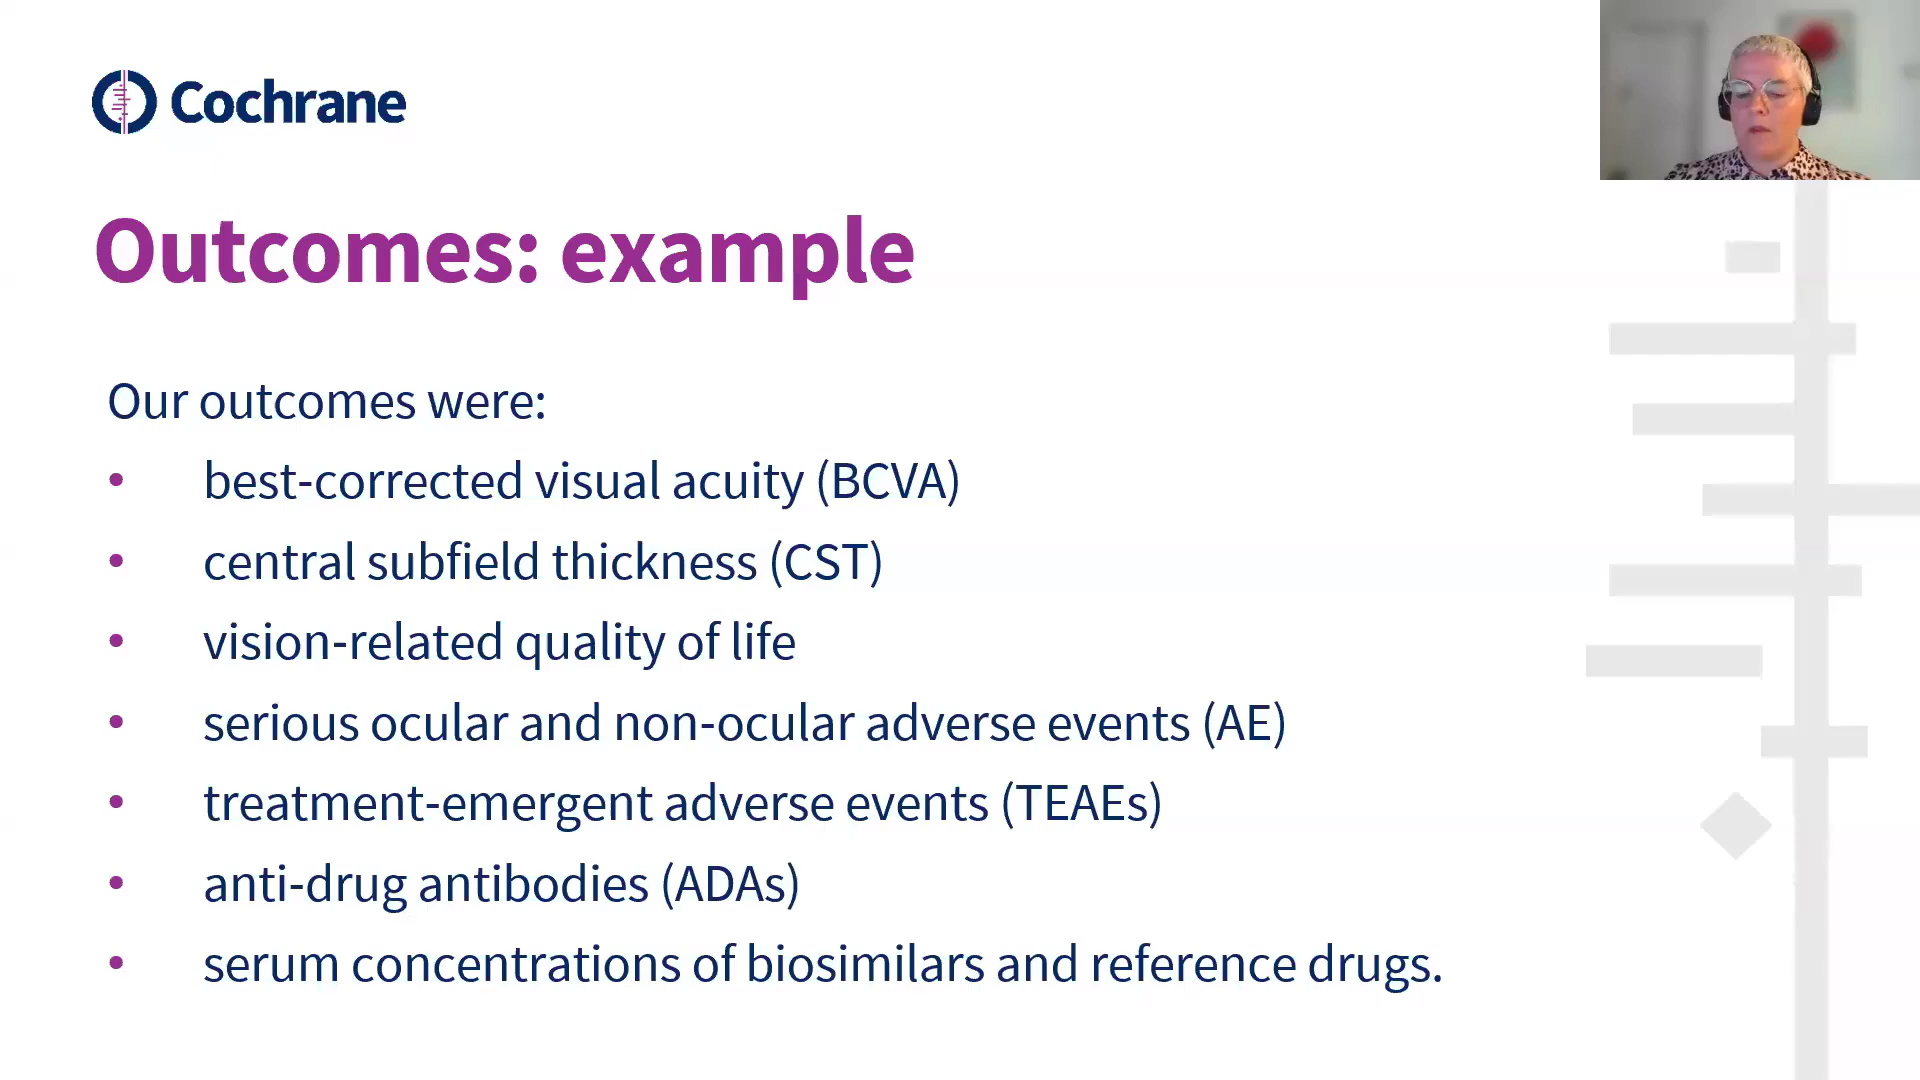 Cochrane
Outcomes: example
Our outcomes were:
• best-corrected visual acuity (BCVA)
• central subfield thickness (CST)
• vision-related quality of life
• serious ocular and non-ocular adverse events (AE)
• treatment-emergent adverse events (TEAEs)
• anti-drug antibodies (ADAs)
• serum concentrations of biosimilars and reference drugs.